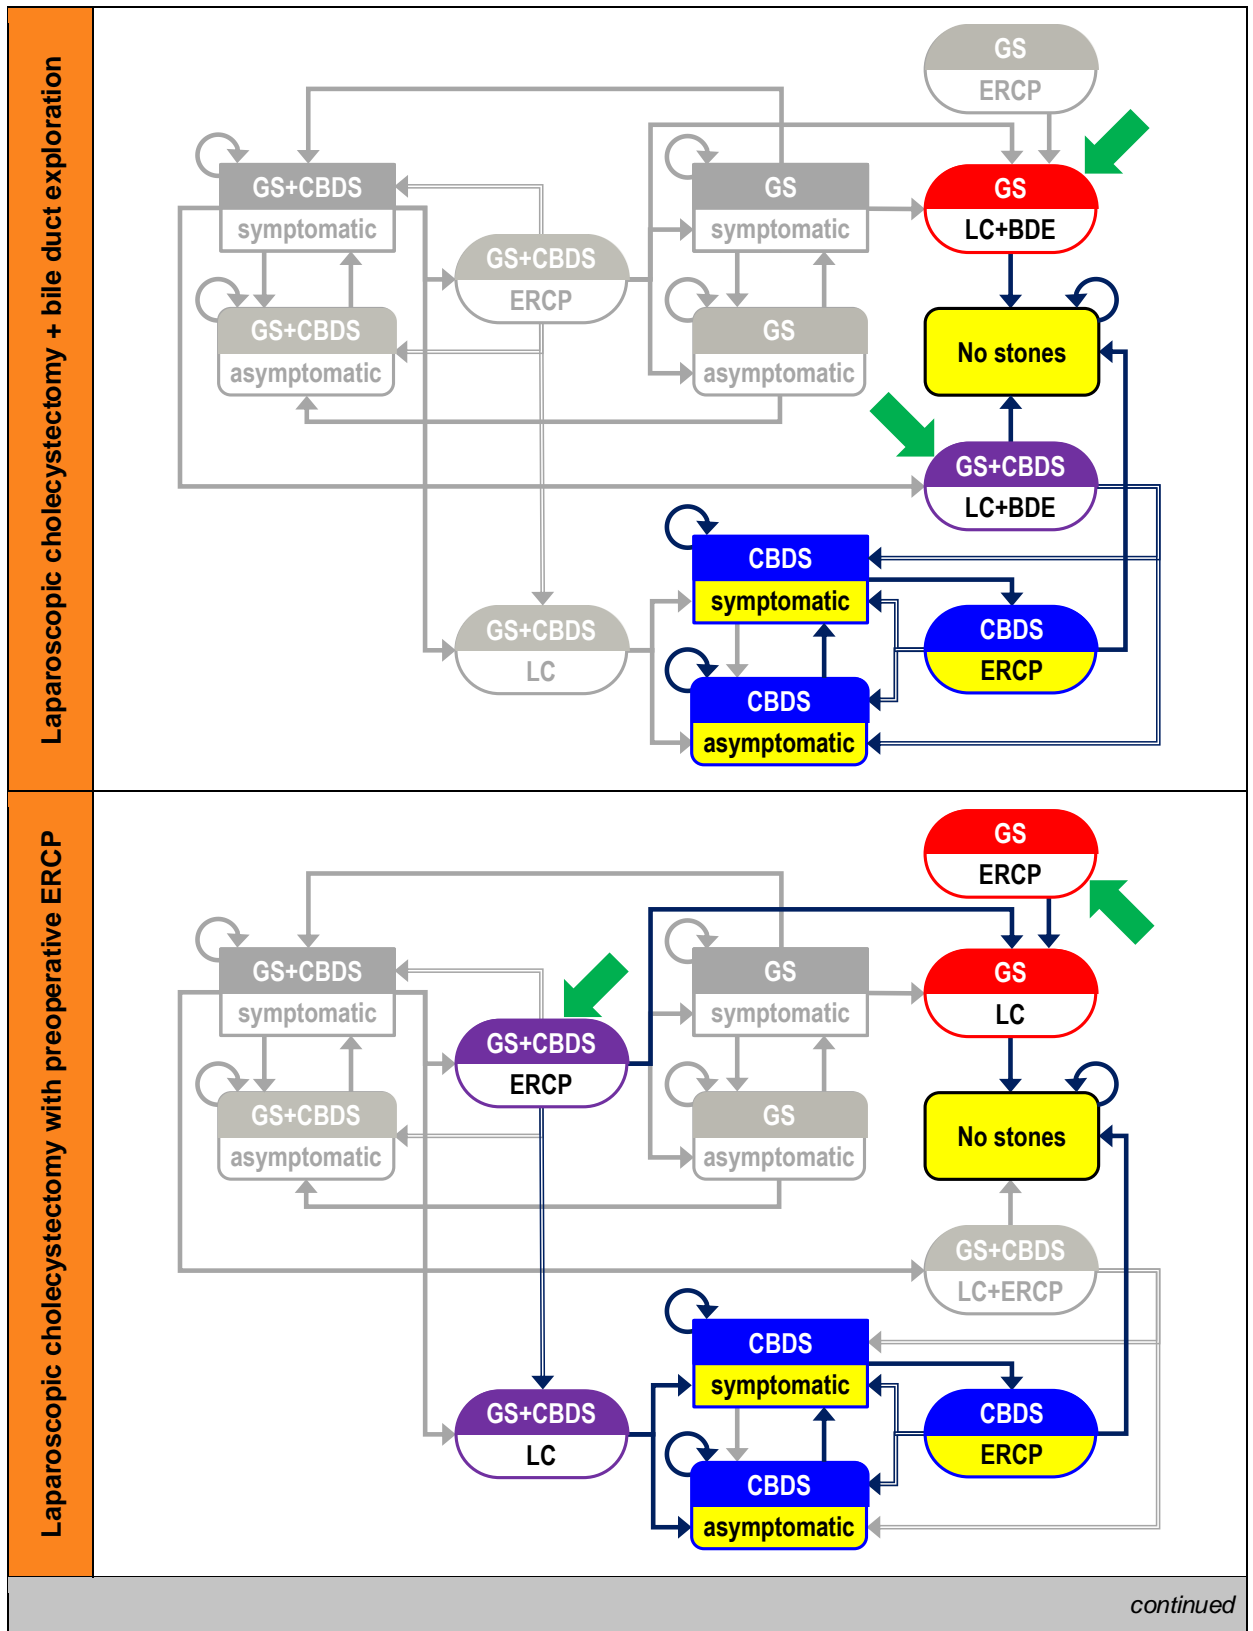 Laparoscopic cholecystectomy + bile duct exploration
GS
ERCP
GS+CBDS
symptomatic
GS
symptomatic
GS
LC+BDE
GS+CBDS
ERCP
GS+CBDS
asymptomatic
GS
asymptomatic
No stones
GS+CBDS
LC+BDE
CBDS
symptomatic
GS+CBDS
LC
CBDS
ERCP
CBDS
asymptomatic
Laparoscopic cholecystectomy with preoperative ERCP
GS
ERCP
GS+CBDS
symptomatic
GS
symptomatic
GS
LC
GS+CBDS
ERCP
GS+CBDS
asymptomatic
GS
asymptomatic
No stones
GS+CBDS
LC+ERCP
CBDS
symptomatic
GS+CBDS
LC
CBDS
ERCP
CBDS
asymptomatic
continued